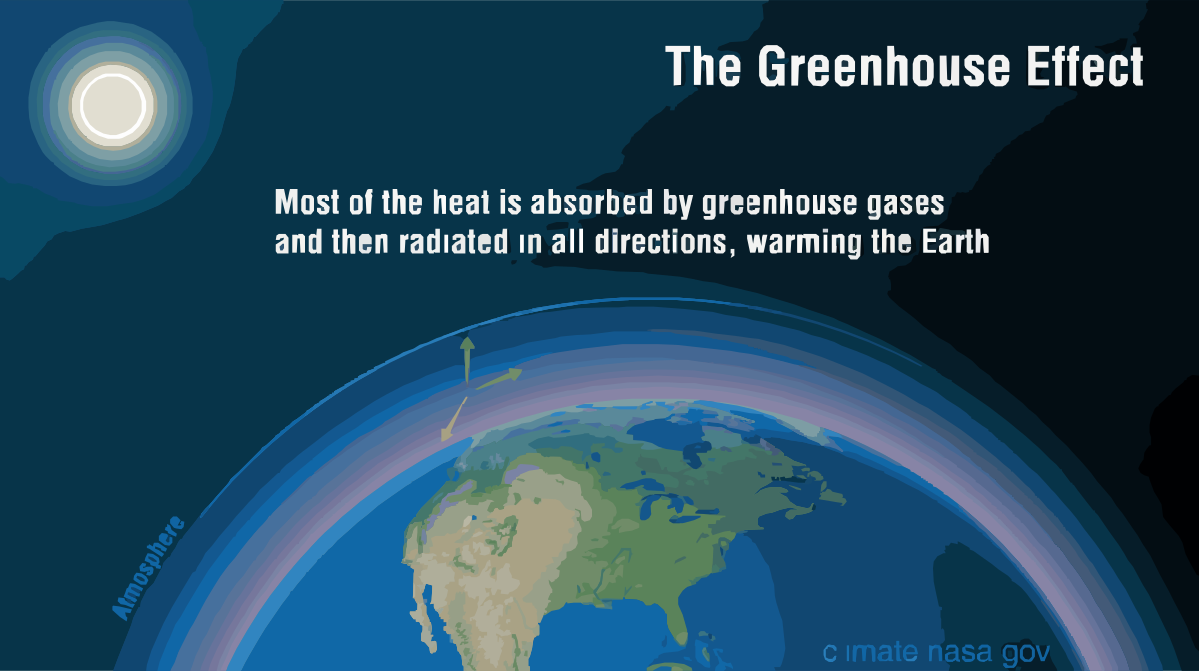 The Greenhouse Effect
Most of the heat is absorbed by greenhouse gases
and then radiated in all directions, warming the Earth
Atmosphere
climate nasa gov